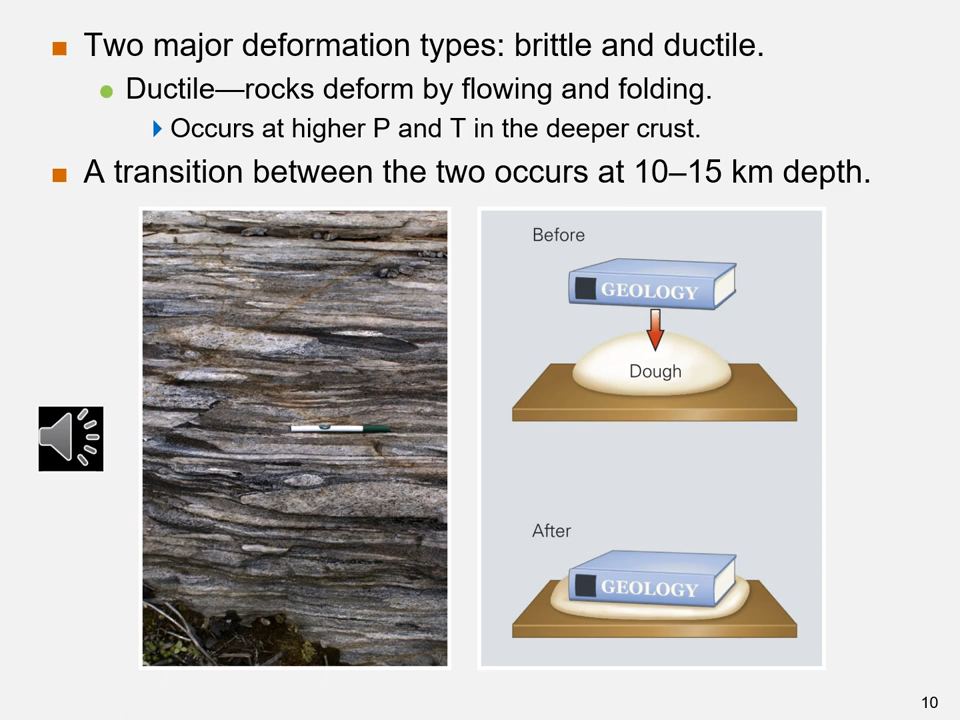 Two major deformation types: brittle and ductile.
Ductile—rocks deform by flowing and folding.
Occurs at higher P and T in the deeper crust.
A transition between the two occurs at 10–15 km depth.
Before
GEOLOGY
Dough
After
GEOLOGY
10